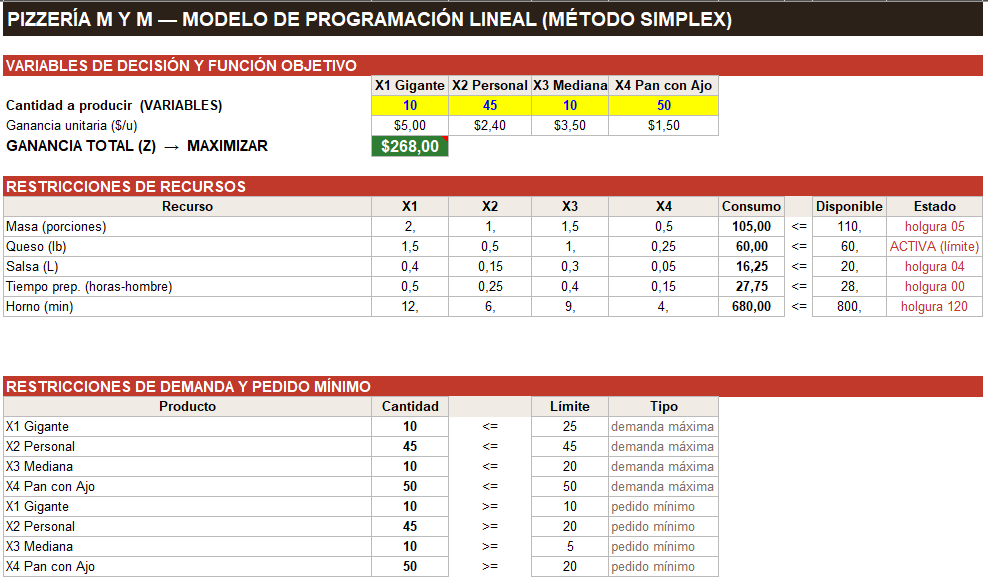 PIZZERÍA M Y M — MODELO DE PROGRAMACIÓN LINEAL (MÉTODO SIMPLEX)
VARIABLES DE DECISIÓN Y FUNCIÓN OBJETIVO
X1 Gigante X2 Personal X3 Mediana X4 Pan con Ajo
Cantidad a producir (VARIABLES) 10 45 10 50
Ganancia unitaria ($/u) $5,00 $2,40 $3,50 $1,50
GANANCIA TOTAL (Z) → MAXIMIZAR $268,00
RESTRICCIONES DE RECURSOS
Recurso X1 X2 X3 X4 Consumo Disponible Estado
Masa (porciones) 2, 1, 1,5 0,5 105,00 <= 110, holgura 05
Queso (lb) 1,5 0,5 1, 0,25 60,00 <= 60, ACTIVA (límite)
Salsa (L) 0,4 0,15 0,3 0,05 16,25 <= 20, holgura 04
Tiempo prep. (horas-hombre) 0,5 0,25 0,4 0,15 27,75 <= 28, holgura 00
Horno (min) 12, 6, 9, 4, 680,00 <= 800, holgura 120
RESTRICCIONES DE DEMANDA Y PEDIDO MÍNIMO
Producto Cantidad Límite Tipo
X1 Gigante 10 <= 25 demanda máxima
X2 Personal 45 <= 45 demanda máxima
X3 Mediana 10 <= 20 demanda máxima
X4 Pan con Ajo 50 <= 50 demanda máxima
X1 Gigante 10 >= 10 pedido mínimo
X2 Personal 45 >= 20 pedido mínimo
X3 Mediana 10 >= 5 pedido mínimo
X4 Pan con Ajo 50 >= 20 pedido mínimo